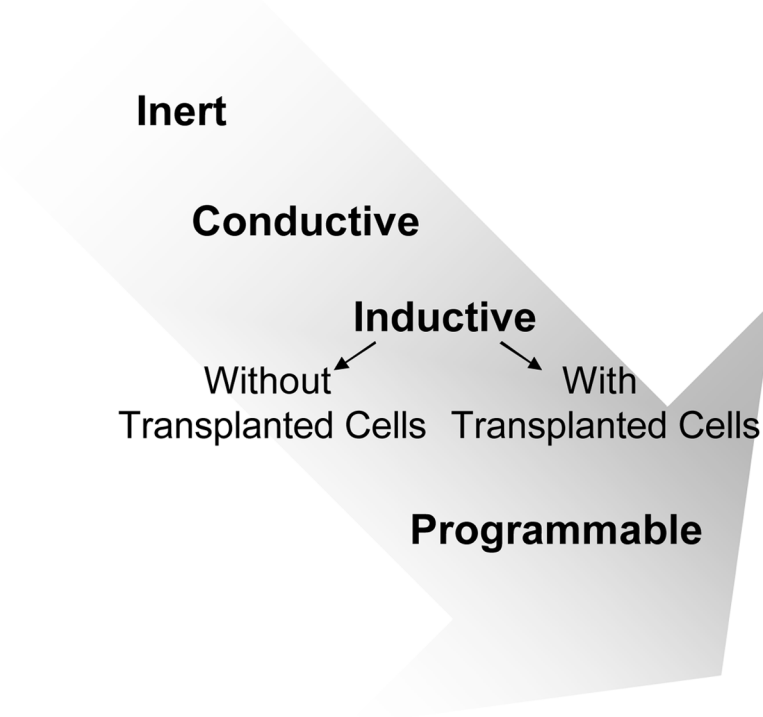 Inert
Conductive
Inductive
Without With
Transplanted Cells Transplanted Cells
Programmable